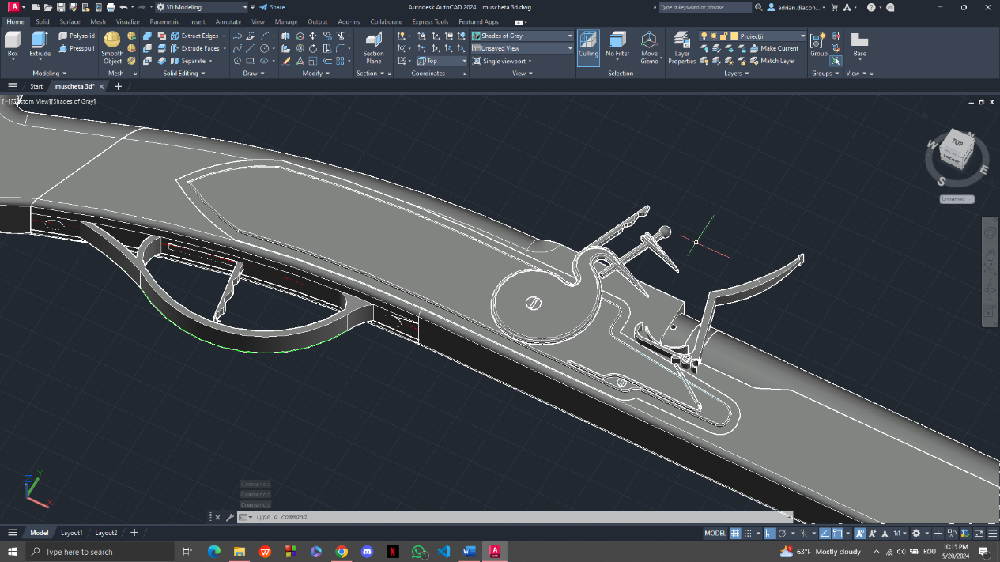 3D Modeling
Share
Autodesk AutoCAD 2024 muscheta 3d.dwg
Type a keyword or phrase
adrian.diacon...
Home Solid Surface Mesh Visualize Parametric Insert Annotate View Manage Output Add-ins Collaborate Express Tools Featured Apps
Box
Extrude
Polysolid
Presspull
Smooth
Object
Extract Edges
Extrude Faces
Separate
Section
Plane
Top
Shades of Gray
Unsaved View
Single viewport
Culling
No Filter
Move
Gizmo
Layer
Properties
Proiecții
Make Current
Match Layer
Group
Base
Modeling
Mesh
Solid Editing
Draw
Modify
Section
Coordinates
View
Selection
Layers
Groups
View
Start
muscheta 3d*
[−][Custom View][Shades of Gray]
TOP
FRONT
N
W
E
S
Unnamed
Z
Y
X
Command:
Command:
Command:
Type a command
Model Layout1 Layout2
MODEL
1:1
Type here to search
1
63°F Mostly cloudy
ROU
10:15 PM
5/20/2024
1